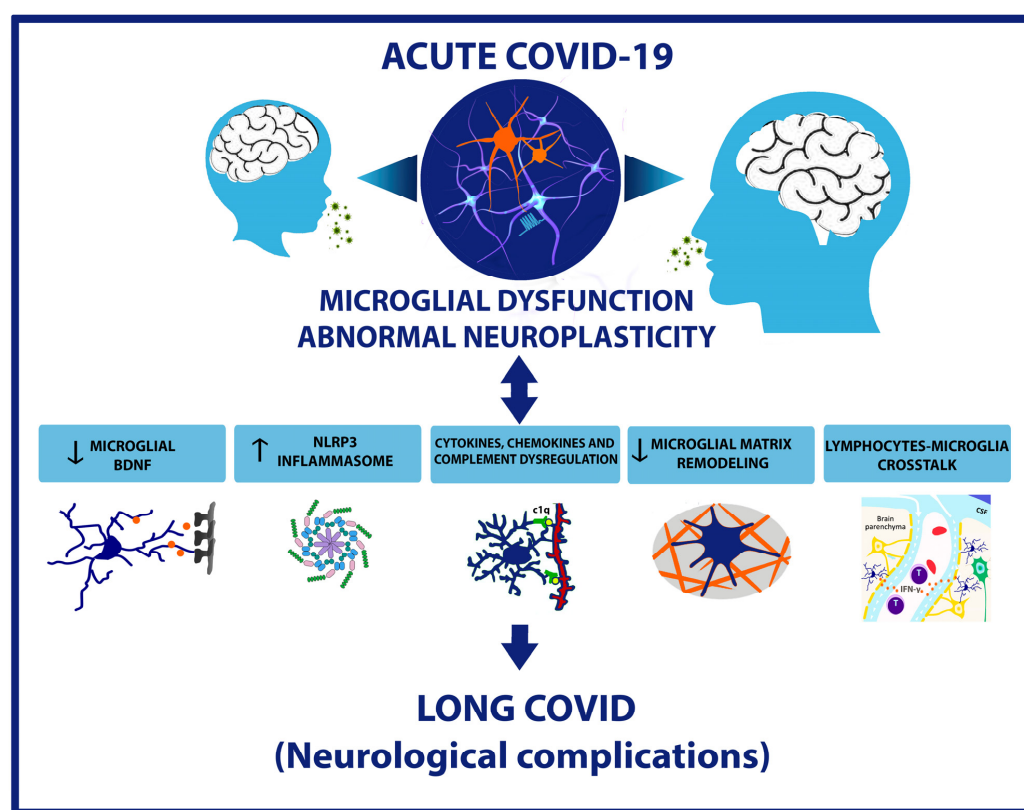 ACUTE COVID-19
MICROGLIAL DYSFUNCTION
ABNORMAL NEUROPLASTICITY
↓ MICROGLIAL
BDNF
↑ NLRP3
INFLAMMASOME
CYTOKINES, CHEMOKINES AND
COMPLEMENT DYSREGULATION
↓ MICROGLIAL MATRIX
REMODELING
LYMPHOCYTES-MICROGLIA
CROSSTALK
c1q
CSF
Brain
parenchyma
T
IFN-γ
T
LONG COVID
(Neurological complications)